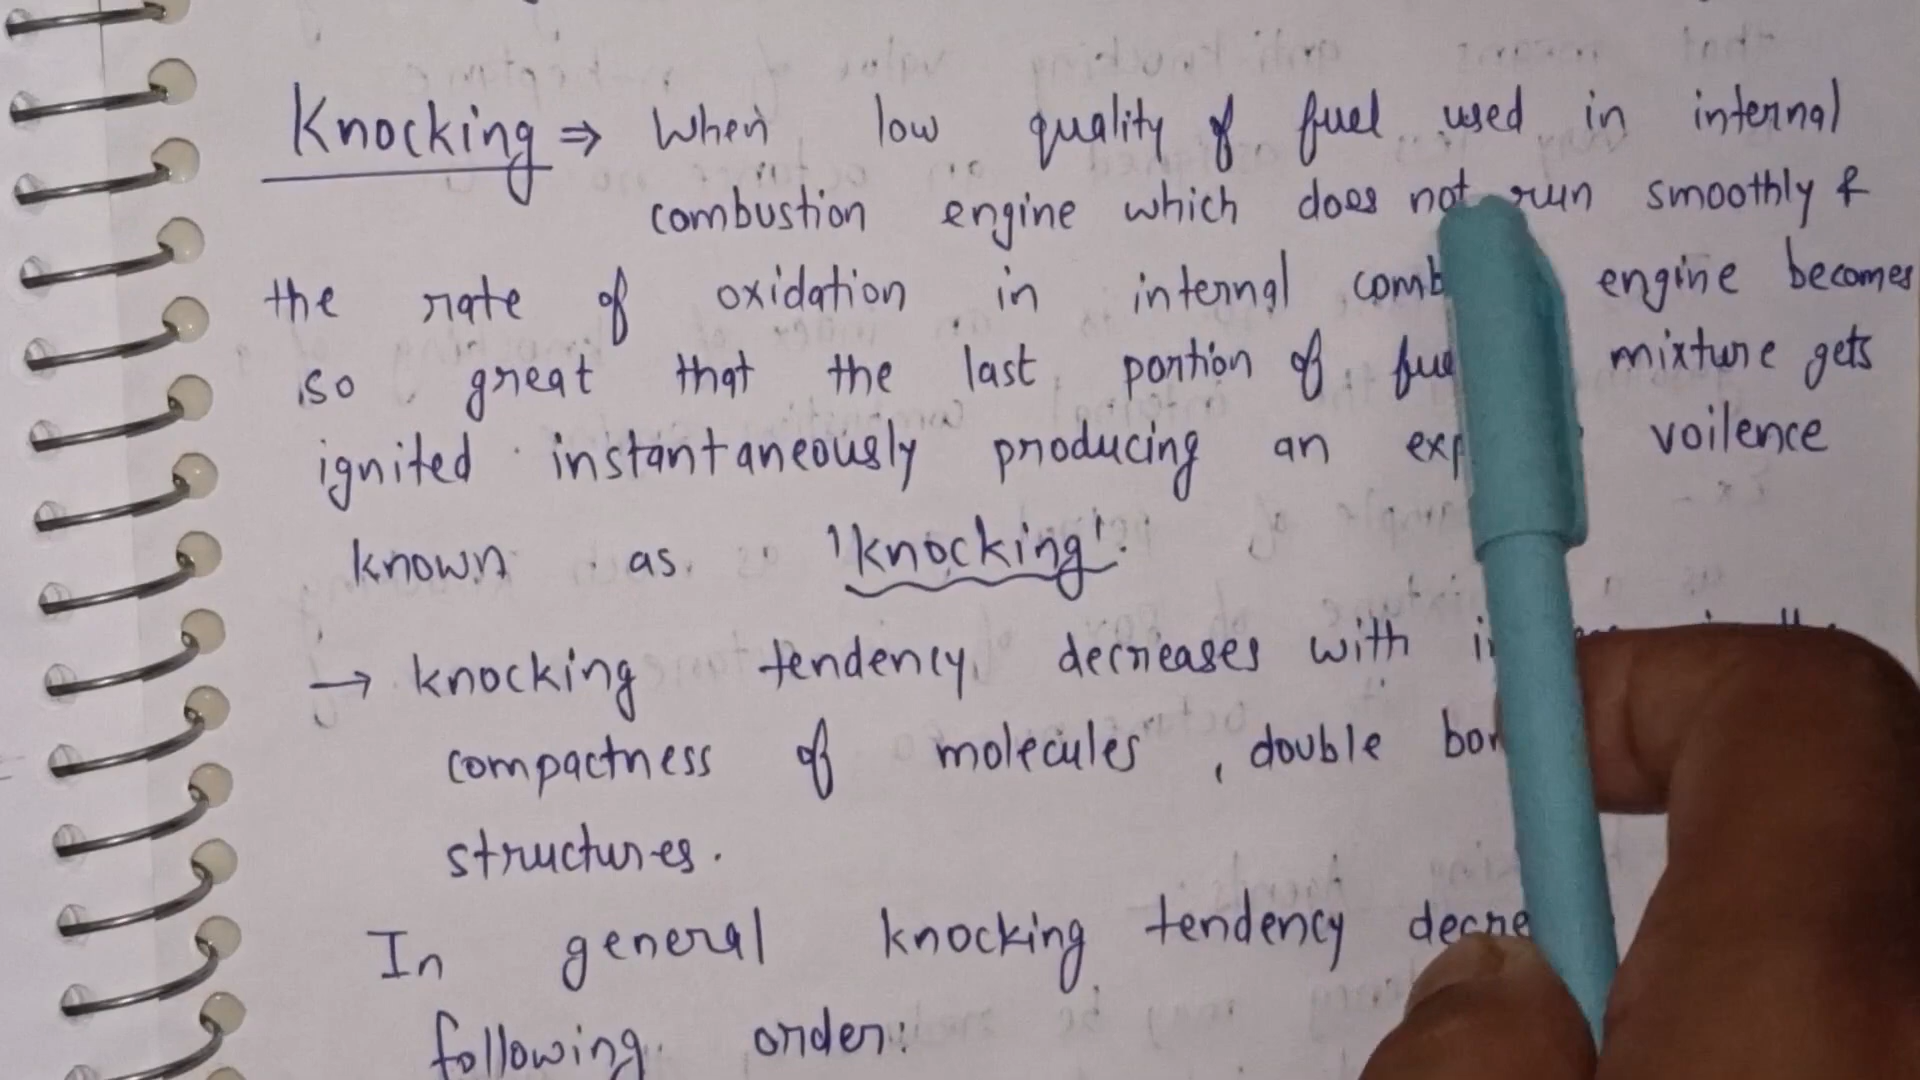 Knocking ⇒ When low quality of fuel used in internal
combustion engine which does not run smoothly &
the rate of oxidation in internal comb engine becomes
so great that the last portion of fue mixture gets
ignited instantaneously producing an exp voilence
known as 'knocking'.
→ knocking tendency decreases with
compactness of molecules, double
structures.
In general knocking tendency decre
following order: